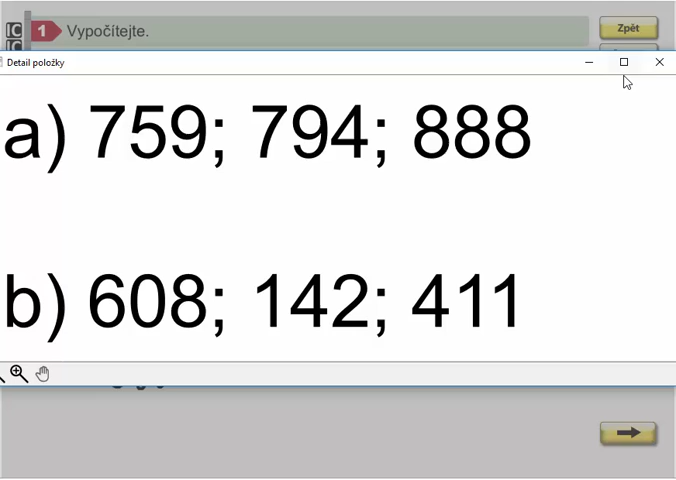 1 Vypočítejte.
Zpět
Detail položky
a) 759; 794; 888
b) 608; 142; 411